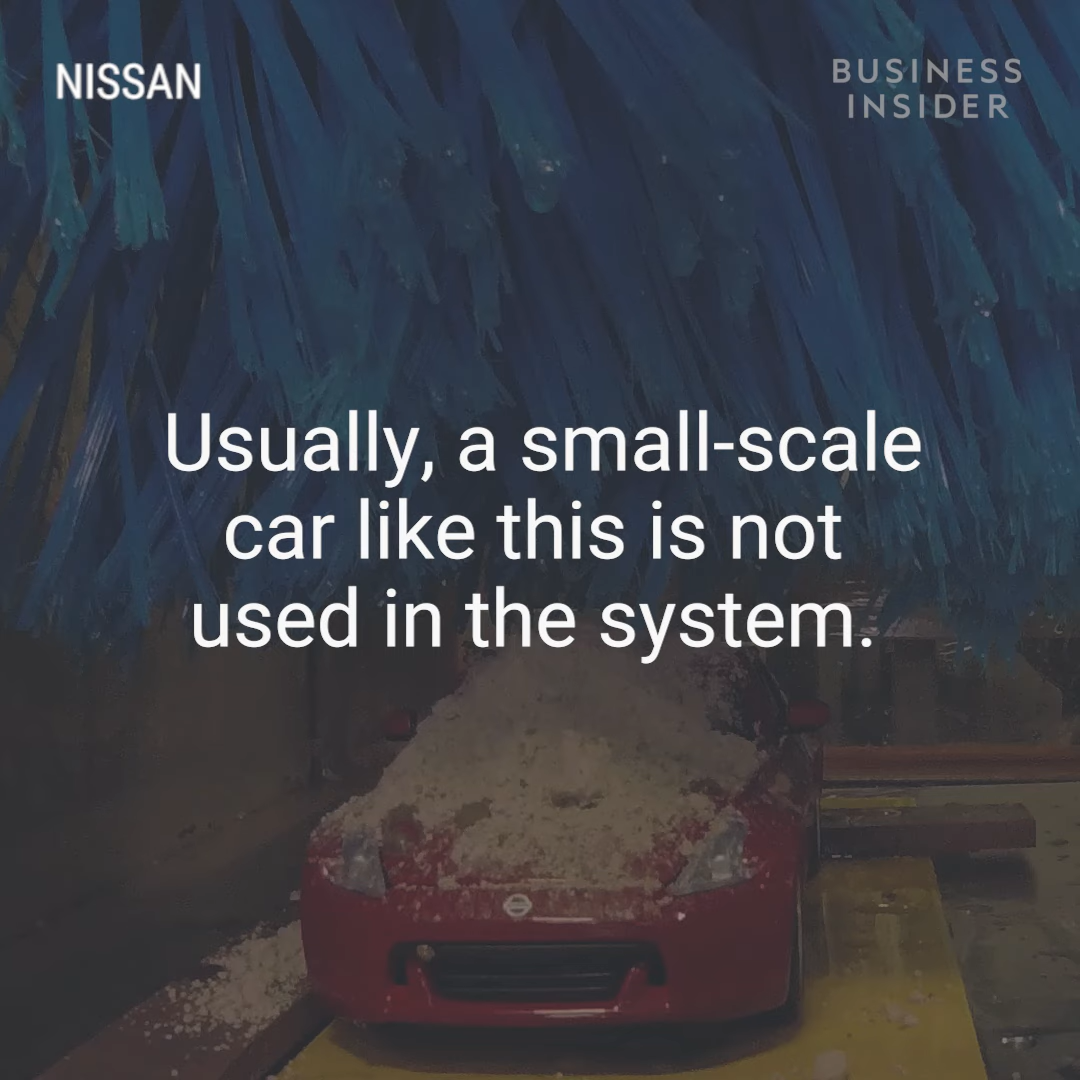 NISSAN
BUSINESS
INSIDER
Usually, a small-scale
car like this is not
used in the system.